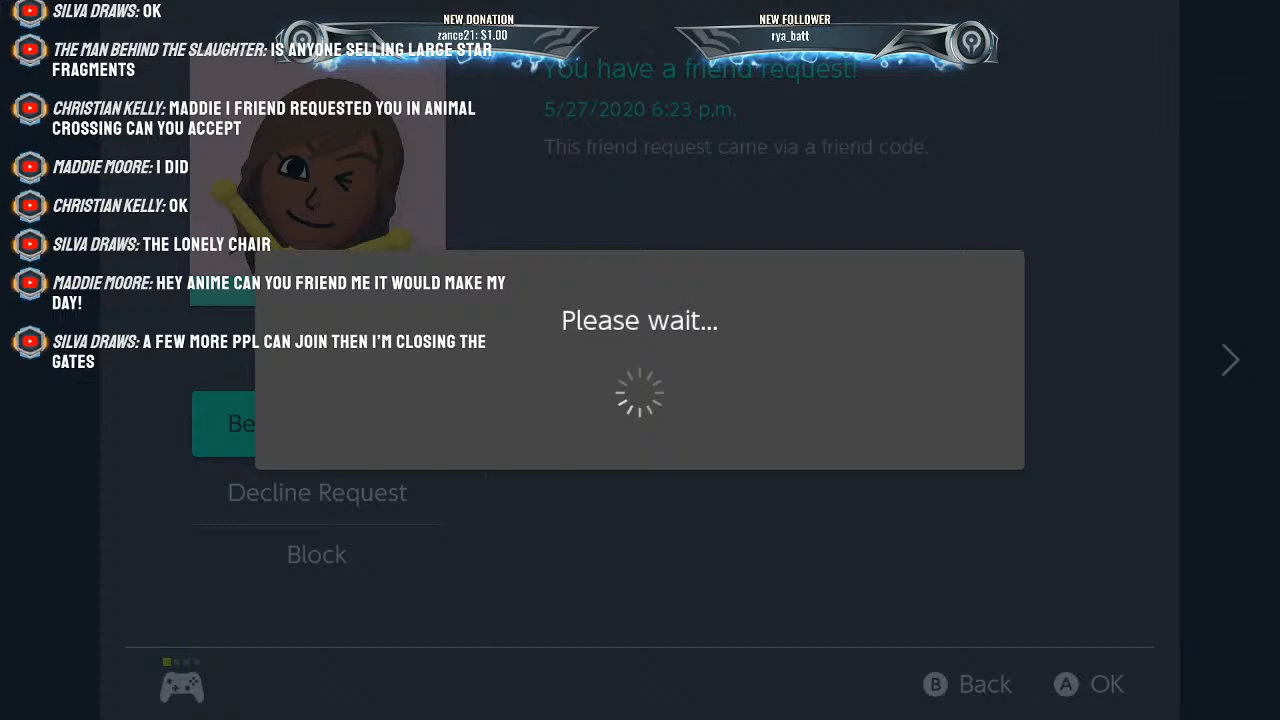 SILVA DRAWS: OK
THE MAN BEHIND THE SLAUGHTER: IS ANYONE SELLING LARGE STAR
FRAGMENTS
CHRISTIAN KELLY: MADDIE I FRIEND REQUESTED YOU IN ANIMAL
CROSSING CAN YOU ACCEPT
MADDIE MOORE: I DID
CHRISTIAN KELLY: OK
SILVA DRAWS: THE LONELY CHAIR
MADDIE MOORE: HEY ANIME CAN YOU FRIEND ME IT WOULD MAKE MY
DAY!
SILVA DRAWS: A FEW MORE PPL CAN JOIN THEN I'M CLOSING THE
GATES
NEW DONATION
zance21: $1.00
NEW FOLLOWER
rya_batt
You have a friend request!
5/27/2020 6:23 p.m.
This friend request came via a friend code.
Please wait...
Be
Decline Request
Block
B Back
A OK